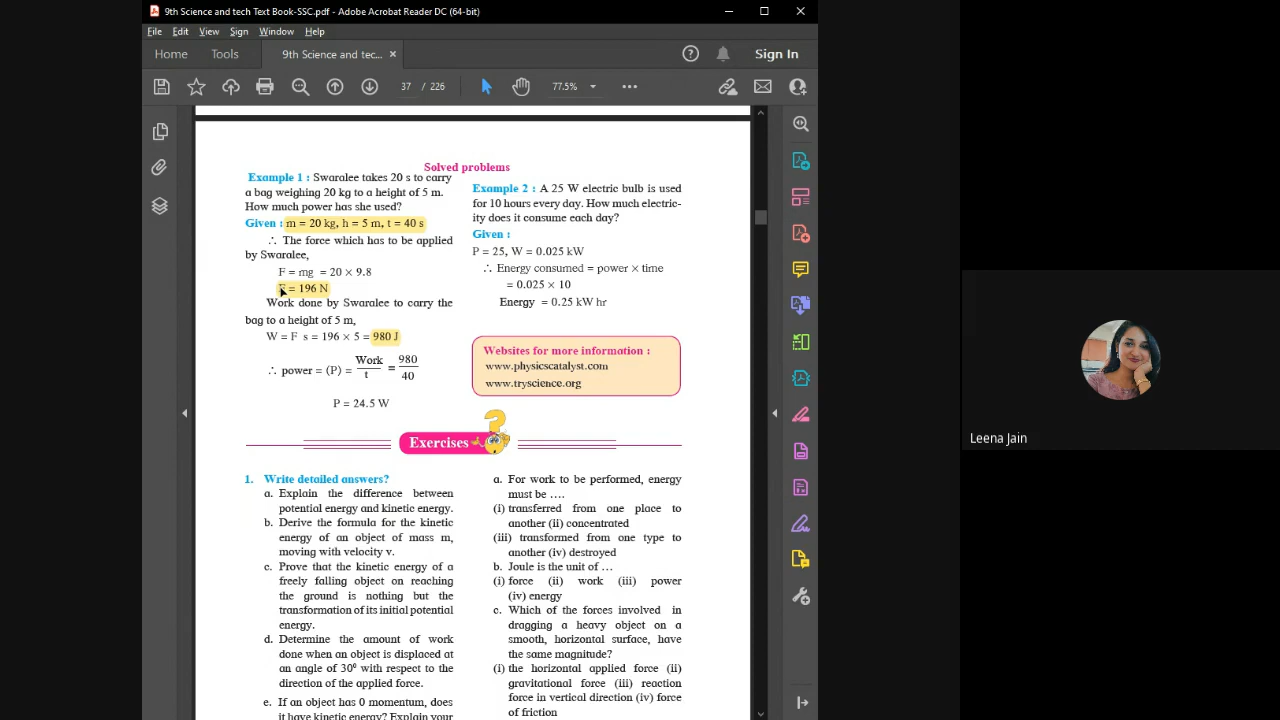 9th Science and tech Text Book-SSC.pdf - Adobe Acrobat Reader DC (64-bit)
File Edit View Sign Window Help
Home Tools 9th Science and tec... × Sign In
37 / 226 77.5%
Solved problems
Example 1 : Swaralee takes 20 s to carry
a bag weighing 20 kg to a height of 5 m.
How much power has she used?
Given : m = 20 kg, h = 5 m, t = 40 s
∴ The force which has to be applied
by Swaralee,
F = mg = 20 × 9.8
F = 196 N
Work done by Swaralee to carry the
bag to a height of 5 m,
W = F s = 196 × 5 = 980 J
∴ power = (P) = Work / t = 980 / 40
P = 24.5 W
Example 2 : A 25 W electric bulb is used
for 10 hours every day. How much electric-
ity does it consume each day?
Given :
P = 25, W = 0.025 kW
∴ Energy consumed = power × time
= 0.025 × 10
Energy = 0.25 kW hr
Websites for more information :
www.physicscatalyst.com
www.tryscience.org
Exercises
1. Write detailed answers?
a. Explain the difference between
potential energy and kinetic energy.
b. Derive the formula for the kinetic
energy of an object of mass m,
moving with velocity v.
c. Prove that the kinetic energy of a
freely falling object on reaching
the ground is nothing but the
transformation of its initial potential
energy.
d. Determine the amount of work
done when an object is displaced at
an angle of 30⁰ with respect to the
direction of the applied force.
e. If an object has 0 momentum, does
it have kinetic energy? Explain your
a. For work to be performed, energy
must be ....
(i) transferred from one place to
another (ii) concentrated
(iii) transformed from one type to
another (iv) destroyed
b. Joule is the unit of ...
(i) force (ii) work (iii) power
(iv) energy
c. Which of the forces involved in
dragging a heavy object on a
smooth, horizontal surface, have
the same magnitude?
(i) the horizontal applied force (ii)
gravitational force (iii) reaction
force in vertical direction (iv) force
of friction
Leena Jain